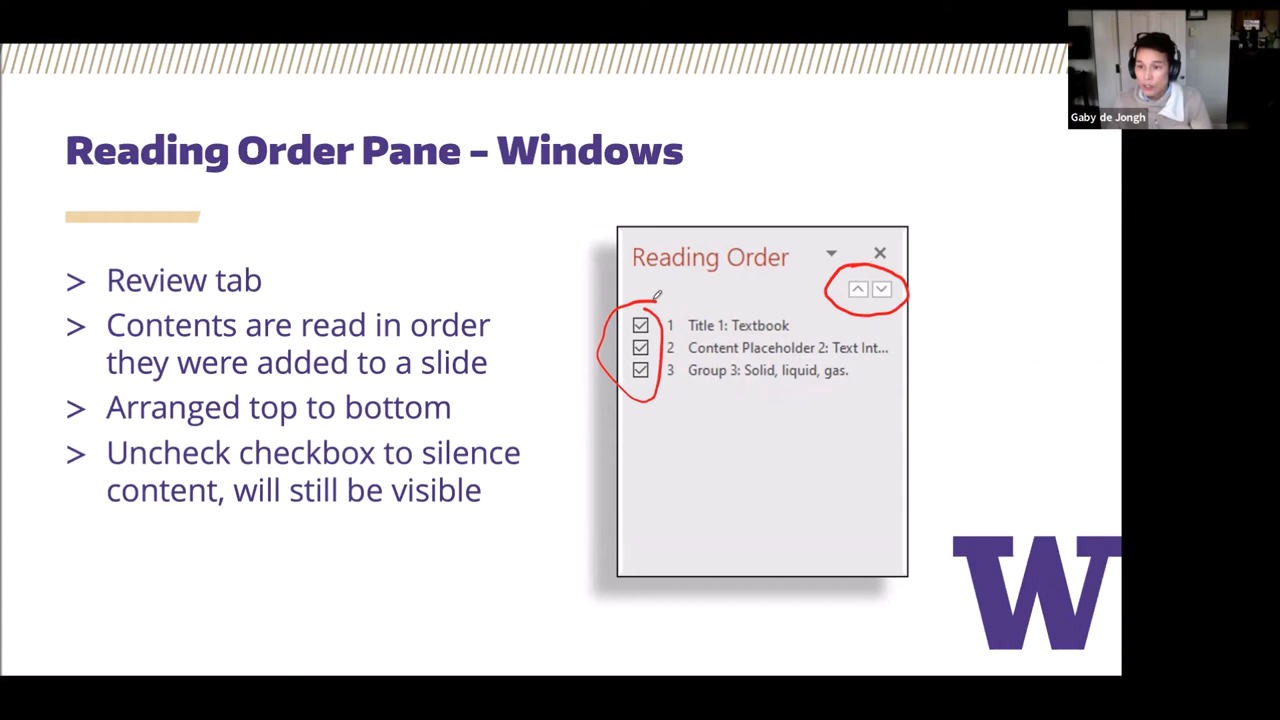 Gaby de Jongh
Reading Order Pane – Windows
> Review tab
> Contents are read in order
they were added to a slide
> Arranged top to bottom
> Uncheck checkbox to silence
content, will still be visible
Reading Order
1 Title 1: Textbook
2 Content Placeholder 2: Text Int...
3 Group 3: Solid, liquid, gas.
W